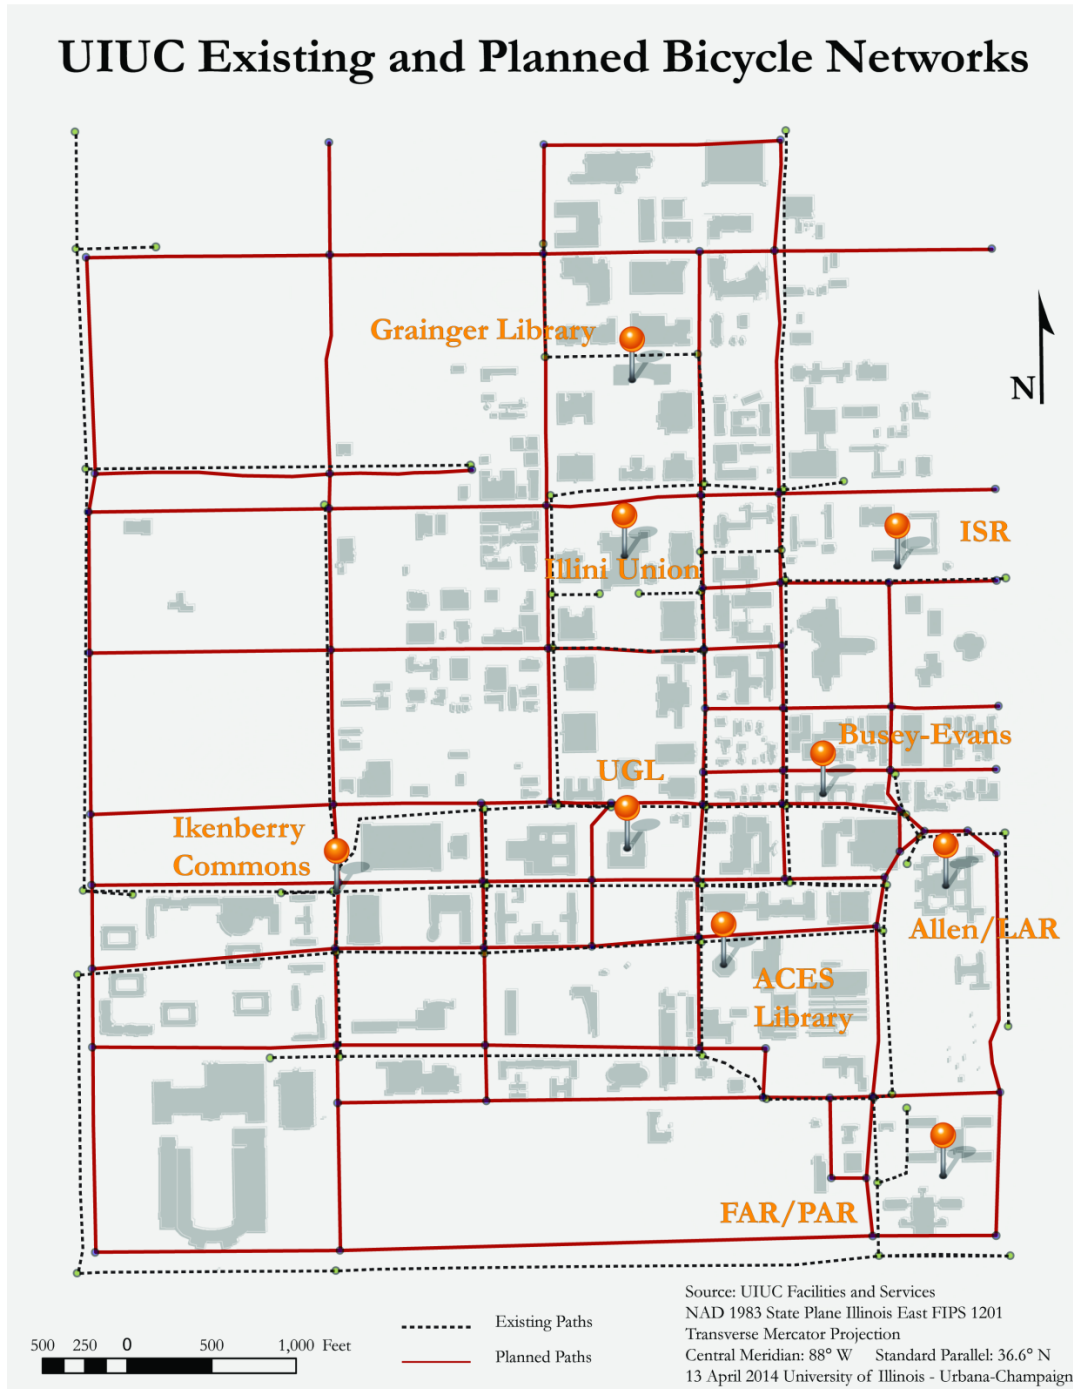 UIUC Existing and Planned Bicycle Networks
Grainger Library
N
ISR
Illini Union
Busey-Evans
UGL
Ikenberry
Commons
Allen/LAR
ACES
Library
FAR/PAR
Source: UIUC Facilities and Services
NAD 1983 State Plane Illinois East FIPS 1201
Transverse Mercator Projection
Central Meridian: 88° W Standard Parallel: 36.6° N
13 April 2014 University of Illinois - Urbana-Champaign
Existing Paths
Planned Paths
500 250 0 500 1,000 Feet